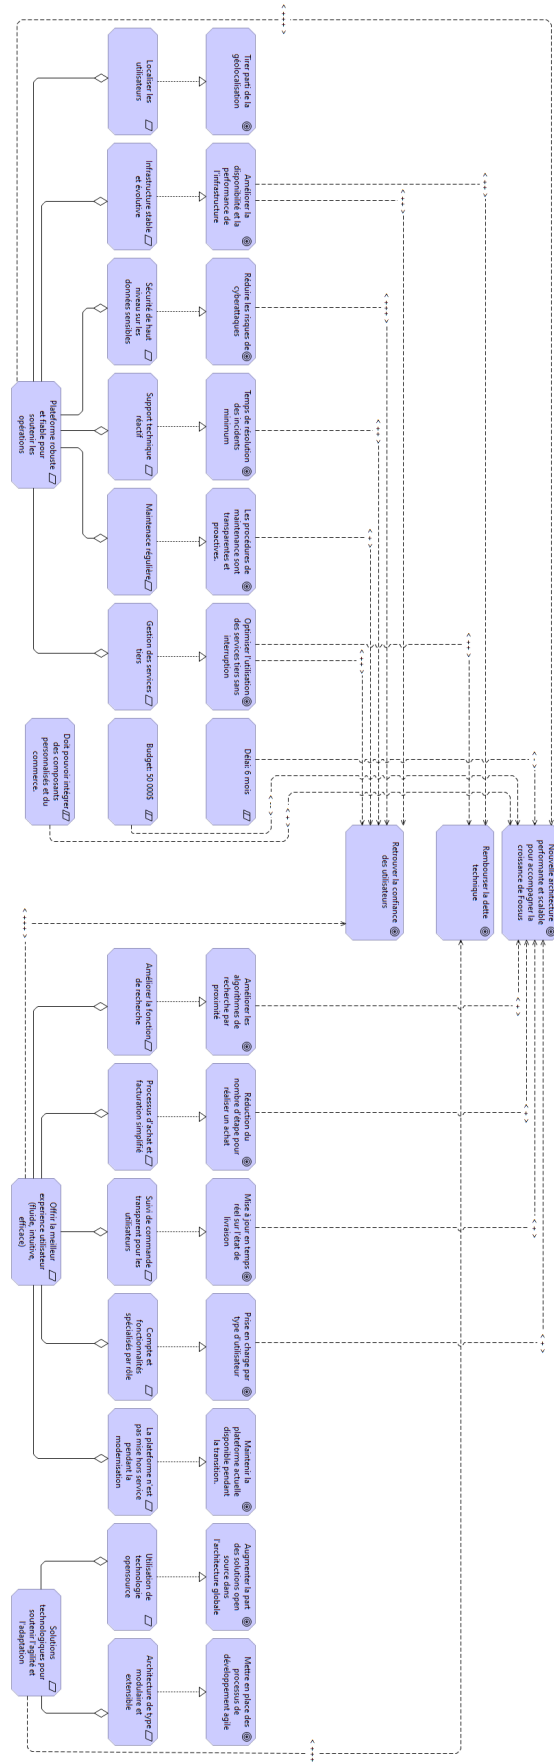 Nouvelle architecture
performante et scalable
pour accompagner la
croissance de Foosus
Rembourser la dette
technique
Retrouver la confiance
des utilisateurs
Tirer parti de la
géolocalisation
Améliorer la
disponibilité et la
performance de
l'infrastructure
Réduire les risques de
cyberattaques
Temps de résolution
des incidents
minimum
Les procédures de
maintenance sont
transparentes et
proactives.
Optimiser l'utilisation
des services tiers sans
interruption
Délai: 6 mois
Améliorer les
algorithmes de
recherche par
proximité
Réduction du
nombre d'étape pour
réaliser un achat
Mise à jour en temps
réel sur l'état de
livraison
Prise en charge par
type d'utilisateur
Maintenir la
plateforme actuelle
disponible pendant
la transition.
Augmenter la part
des solutions open
source dans
l'architecture globale
Mettre en place des
processus de
développement agile
Localiser les
utilisateurs
Infrastructure stable
et évolutive
Sécurité de haut
niveau sur les
données sensibles
Support technique
réactif
Maintenace régulière
Gestion des services
tiers
Budget: 50 000$
Améliorer la fonction
de recherche
Processus d'achat et
facturation simplifié
Suivi de commande
transparent pour les
utilisateurs
Compte et
fonctionnalités
spécialisés par rôle
La plateforme n'est
pas mise hors service
pendant la
modernisation
Utilisation de
technologie
opensource
Architecture de type
modulaire et
extensible
Plateforme robuste
et fiable pour
soutenir les
opérations
Doit pouvoir intégrer
des composants
personnalisés et du
commerce.
Offrir la meilleur
experience utilisateur
(fluide, intuitive,
efficace)
Solutions
technologiques pour
soutenir l'agilité et
l'adaptation